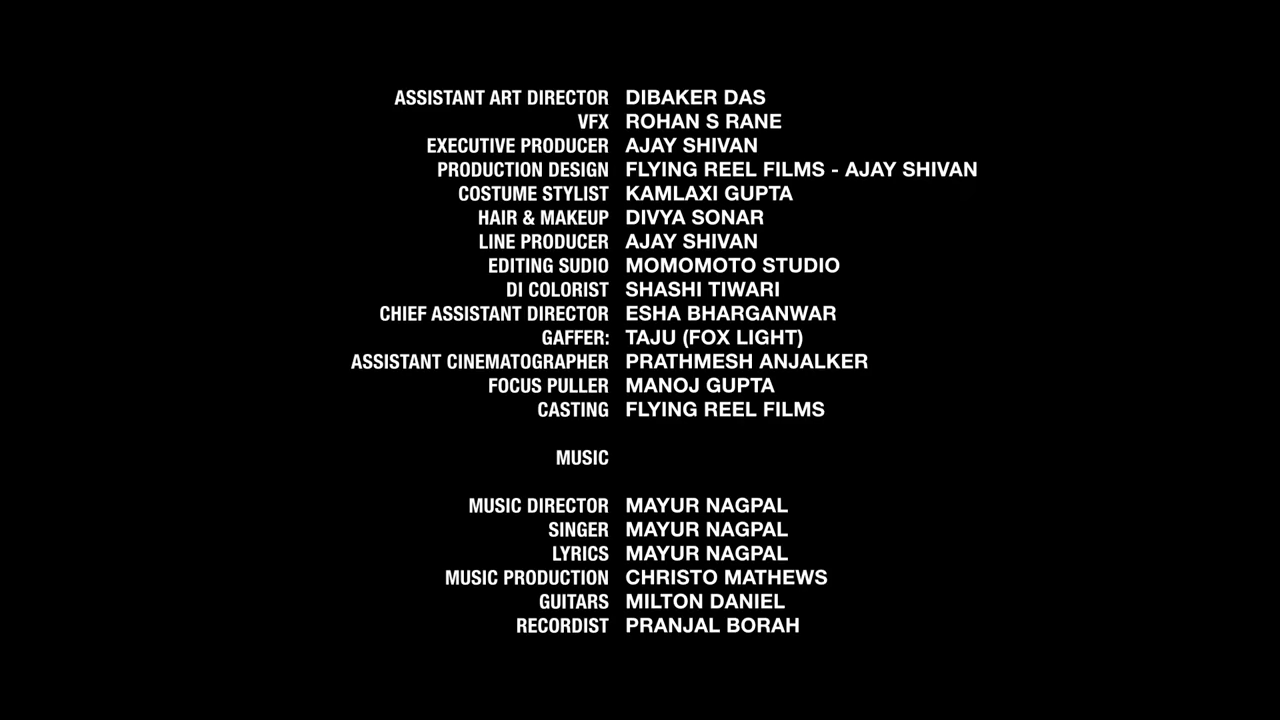 ASSISTANT ART DIRECTOR DIBAKER DAS
VFX ROHAN S RANE
EXECUTIVE PRODUCER AJAY SHIVAN
PRODUCTION DESIGN FLYING REEL FILMS - AJAY SHIVAN
COSTUME STYLIST KAMLAXI GUPTA
HAIR & MAKEUP DIVYA SONAR
LINE PRODUCER AJAY SHIVAN
EDITING SUDIO MOMOMOTO STUDIO
DI COLORIST SHASHI TIWARI
CHIEF ASSISTANT DIRECTOR ESHA BHARGANWAR
GAFFER: TAJU (FOX LIGHT)
ASSISTANT CINEMATOGRAPHER PRATHMESH ANJALKER
FOCUS PULLER MANOJ GUPTA
CASTING FLYING REEL FILMS
MUSIC
MUSIC DIRECTOR MAYUR NAGPAL
SINGER MAYUR NAGPAL
LYRICS MAYUR NAGPAL
MUSIC PRODUCTION CHRISTO MATHEWS
GUITARS MILTON DANIEL
RECORDIST PRANJAL BORAH